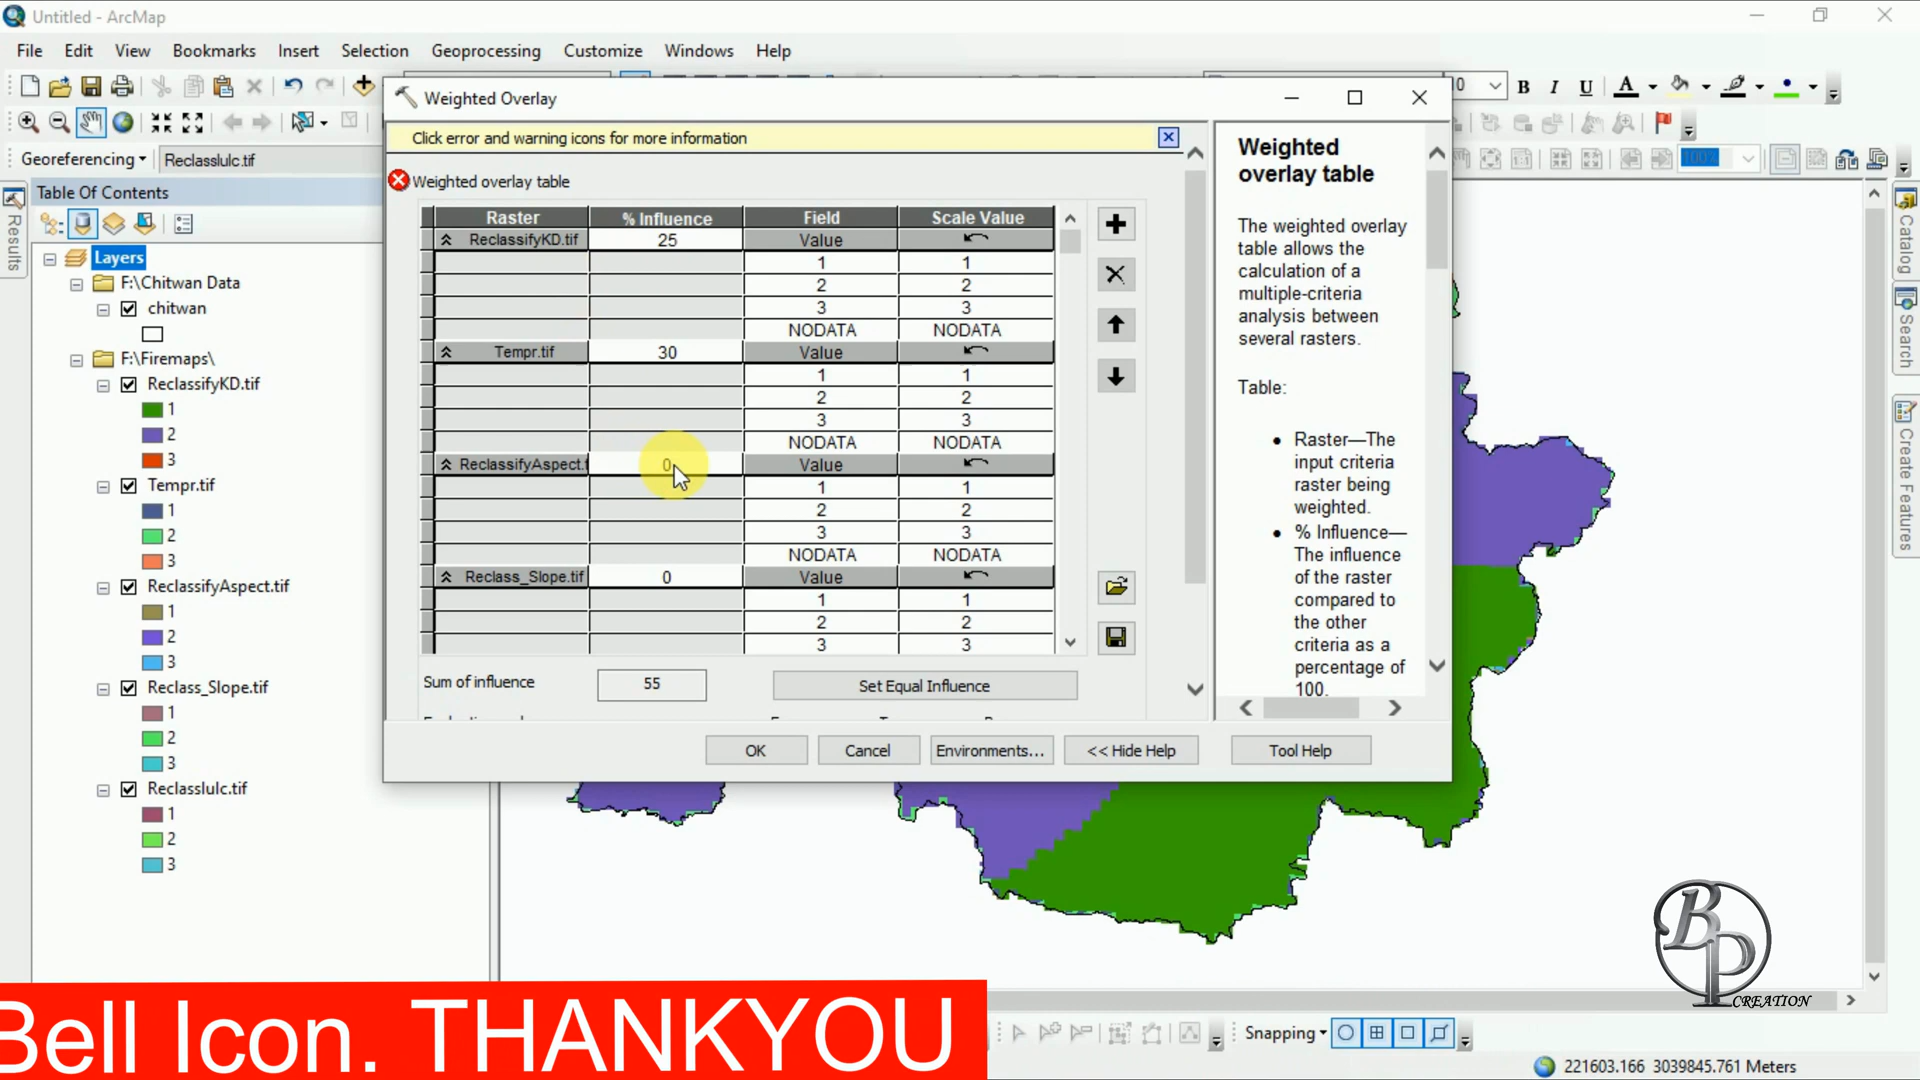 Untitled - ArcMap
File Edit View Bookmarks Insert Selection Geoprocessing Customize Windows Help
B I U A
Georeferencing Reclasslulc.tif
100%
Table Of Contents
Results
Layers
F:\Chitwan Data
chitwan
F:\Firemaps\
ReclassifyKD.tif
1
2
3
Tempr.tif
1
2
3
ReclassifyAspect.tif
1
2
3
Reclass_Slope.tif
1
2
3
Reclasslulc.tif
1
2
3
Weighted Overlay
Click error and warning icons for more information
Weighted overlay table
Raster % Influence Field Scale Value
ReclassifyKD.tif 25 Value
1 1
2 2
3 3
NODATA NODATA
Tempr.tif 30 Value
1 1
2 2
3 3
NODATA NODATA
ReclassifyAspect.t 0 Value
1 1
2 2
3 3
NODATA NODATA
Reclass_Slope.tif 0 Value
1 1
2 2
3 3
Sum of influence 55 Set Equal Influence
OK Cancel Environments... << Hide Help Tool Help
Weighted
overlay table
The weighted overlay
table allows the
calculation of a
multiple-criteria
analysis between
several rasters.
Table:
• Raster—The
input criteria
raster being
weighted.
• % Influence—
The influence
of the raster
compared to
the other
criteria as a
percentage of
100.
Catalog
Search
Create Features
BP
CREATION
Bell Icon. THANKYOU
Snapping
221603.166 3039845.761 Meters